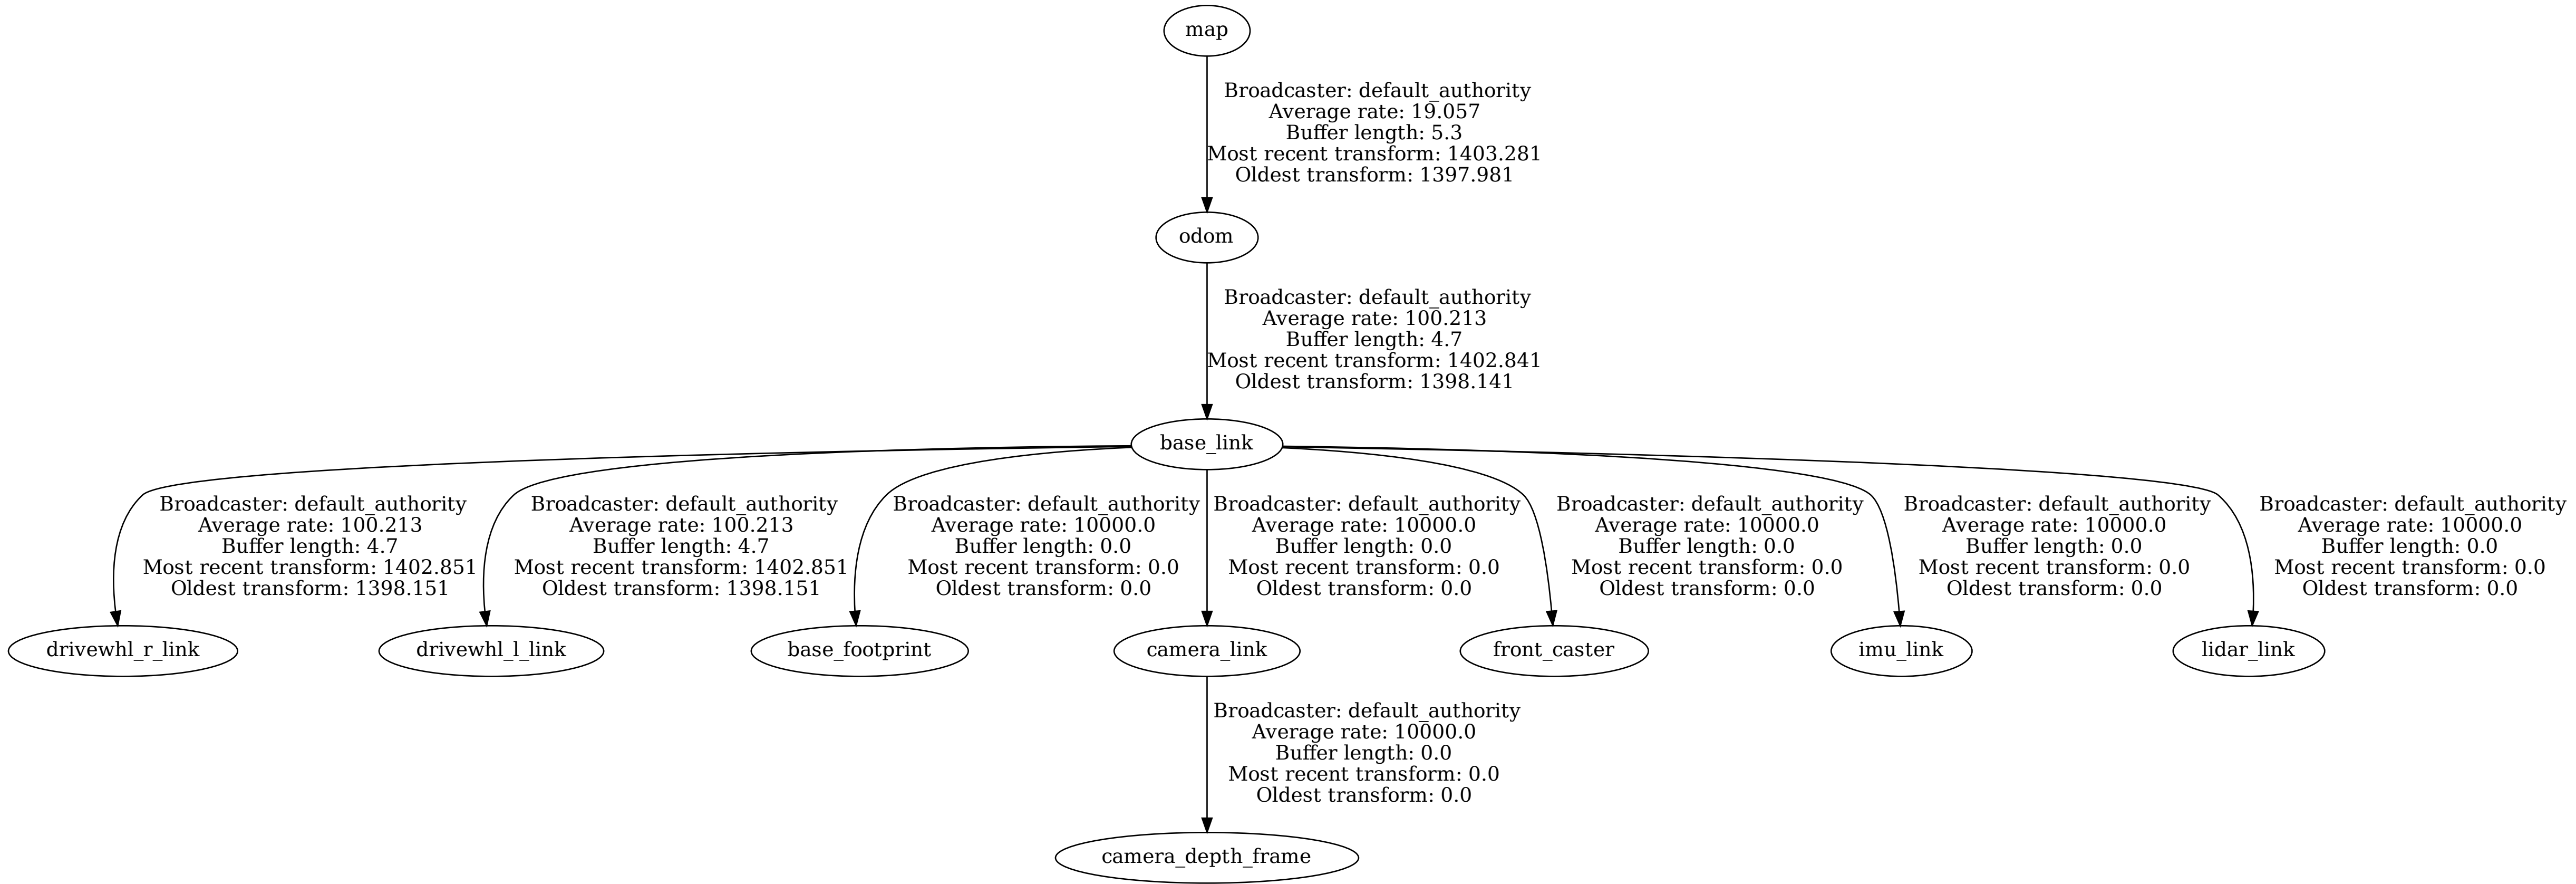 map
Broadcaster: default_authority
Average rate: 19.057
Buffer length: 5.3
Most recent transform: 1403.281
Oldest transform: 1397.981
odom
Broadcaster: default_authority
Average rate: 100.213
Buffer length: 4.7
Most recent transform: 1402.841
Oldest transform: 1398.141
base_link
Broadcaster: default_authority
Average rate: 100.213
Buffer length: 4.7
Most recent transform: 1402.851
Oldest transform: 1398.151
Broadcaster: default_authority
Average rate: 100.213
Buffer length: 4.7
Most recent transform: 1402.851
Oldest transform: 1398.151
Broadcaster: default_authority
Average rate: 10000.0
Buffer length: 0.0
Most recent transform: 0.0
Oldest transform: 0.0
Broadcaster: default_authority
Average rate: 10000.0
Buffer length: 0.0
Most recent transform: 0.0
Oldest transform: 0.0
Broadcaster: default_authority
Average rate: 10000.0
Buffer length: 0.0
Most recent transform: 0.0
Oldest transform: 0.0
Broadcaster: default_authority
Average rate: 10000.0
Buffer length: 0.0
Most recent transform: 0.0
Oldest transform: 0.0
Broadcaster: default_authority
Average rate: 10000.0
Buffer length: 0.0
Most recent transform: 0.0
Oldest transform: 0.0
drivewhl_r_link
drivewhl_l_link
base_footprint
camera_link
front_caster
imu_link
lidar_link
Broadcaster: default_authority
Average rate: 10000.0
Buffer length: 0.0
Most recent transform: 0.0
Oldest transform: 0.0
camera_depth_frame